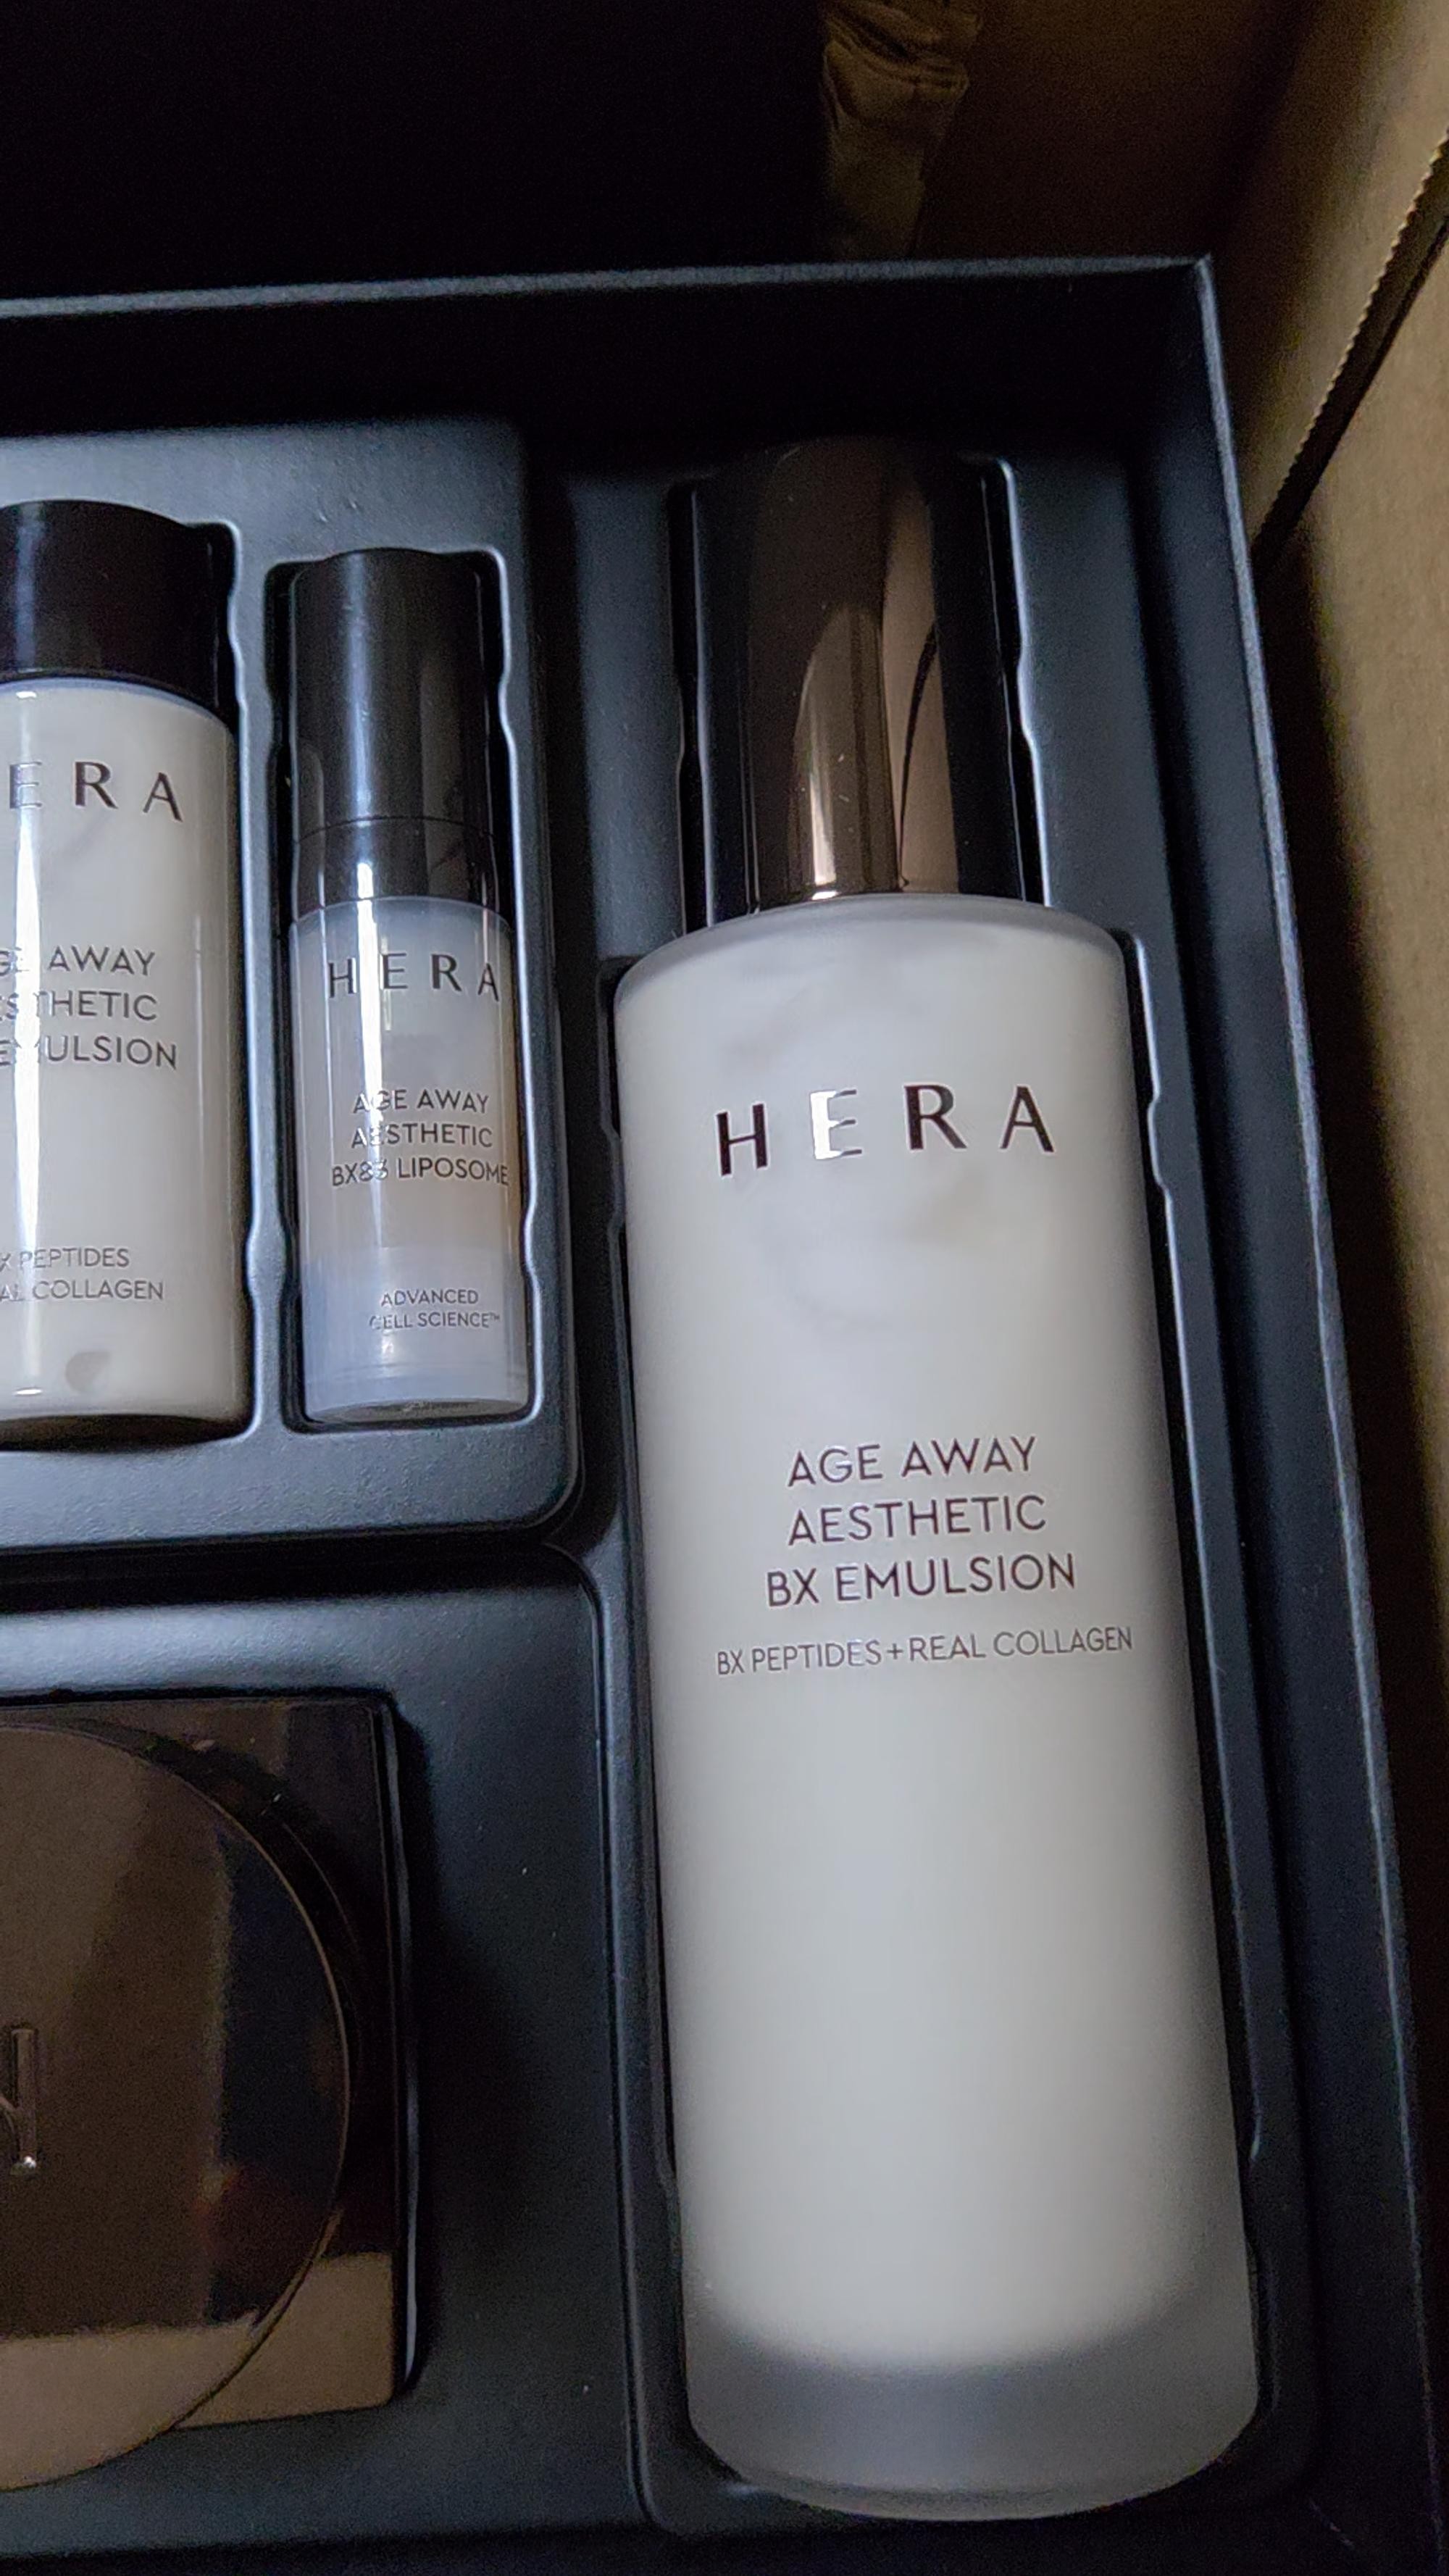 ERA
AWAY
THETIC
EMULSION
PEPTIDES
COLLAGEN
HERA
AGE AWAY
AESTHETIC
BX83 LIPOSOME
ADVANCED
CELL SCIENCE™
HERA
AGE AWAY
AESTHETIC
BX EMULSION
BX PEPTIDES+REAL COLLAGEN